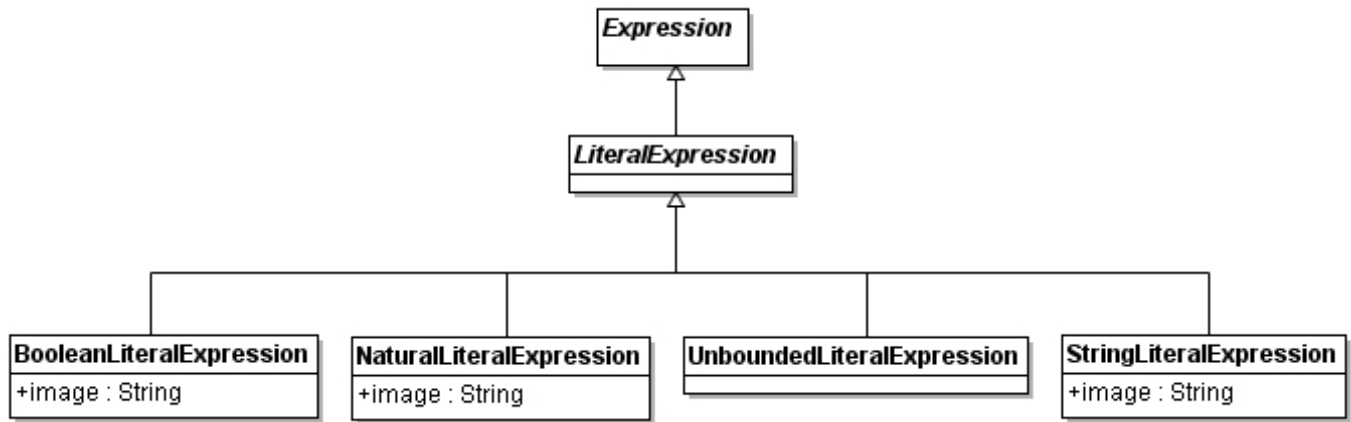 Expression
LiteralExpression
BooleanLiteralExpression
+image : String
NaturalLiteralExpression
+image : String
UnboundedLiteralExpression
StringLiteralExpression
+image : String